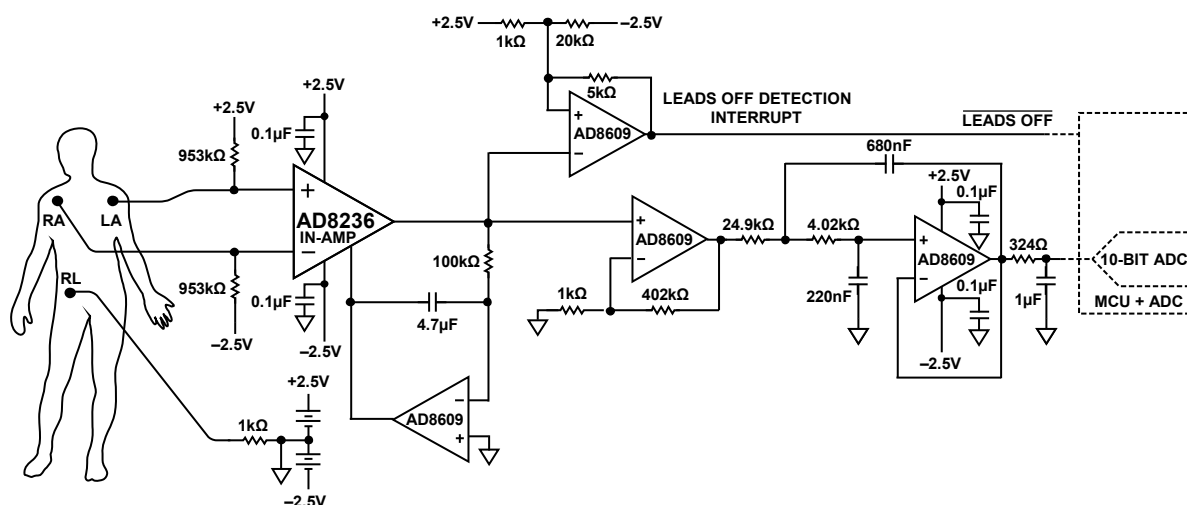 +2.5V
–2.5V
1kΩ
20kΩ
5kΩ
+
AD8609
–
LEADS OFF DETECTION
INTERRUPT
LEADS OFF
+2.5V
+2.5V
0.1µF
953kΩ
+
AD8236
IN-AMP
–
RA
LA
RL
953kΩ
0.1µF
–2.5V
–2.5V
100kΩ
4.7µF
–
AD8609
+
+2.5V
1kΩ
–2.5V
+
AD8609
–
1kΩ
402kΩ
24.9kΩ
4.02kΩ
680nF
220nF
+2.5V
0.1µF
+
AD8609
–
0.1µF
–2.5V
324Ω
1µF
10-BIT ADC
MCU + ADC